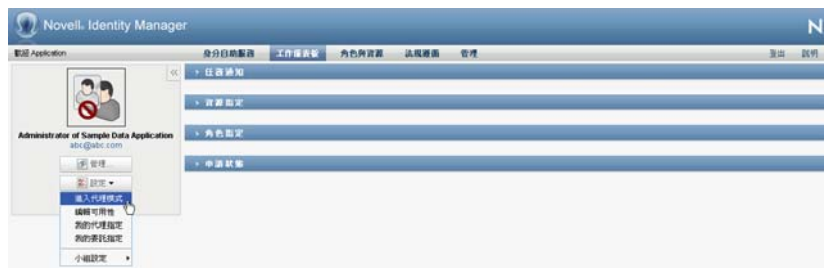 Novell® Identity Manager
N
歡迎 Application
身分自助服務 工作儀表板 角色與資源 法規遵循 管理
登出 說明
任務通知
資源指定
角色指定
申請狀態
Administrator of Sample Data Application
abc@abc.com
管理...
設定
進入代理模式
編輯可用性
我的代理指定
我的委託指定
小組設定